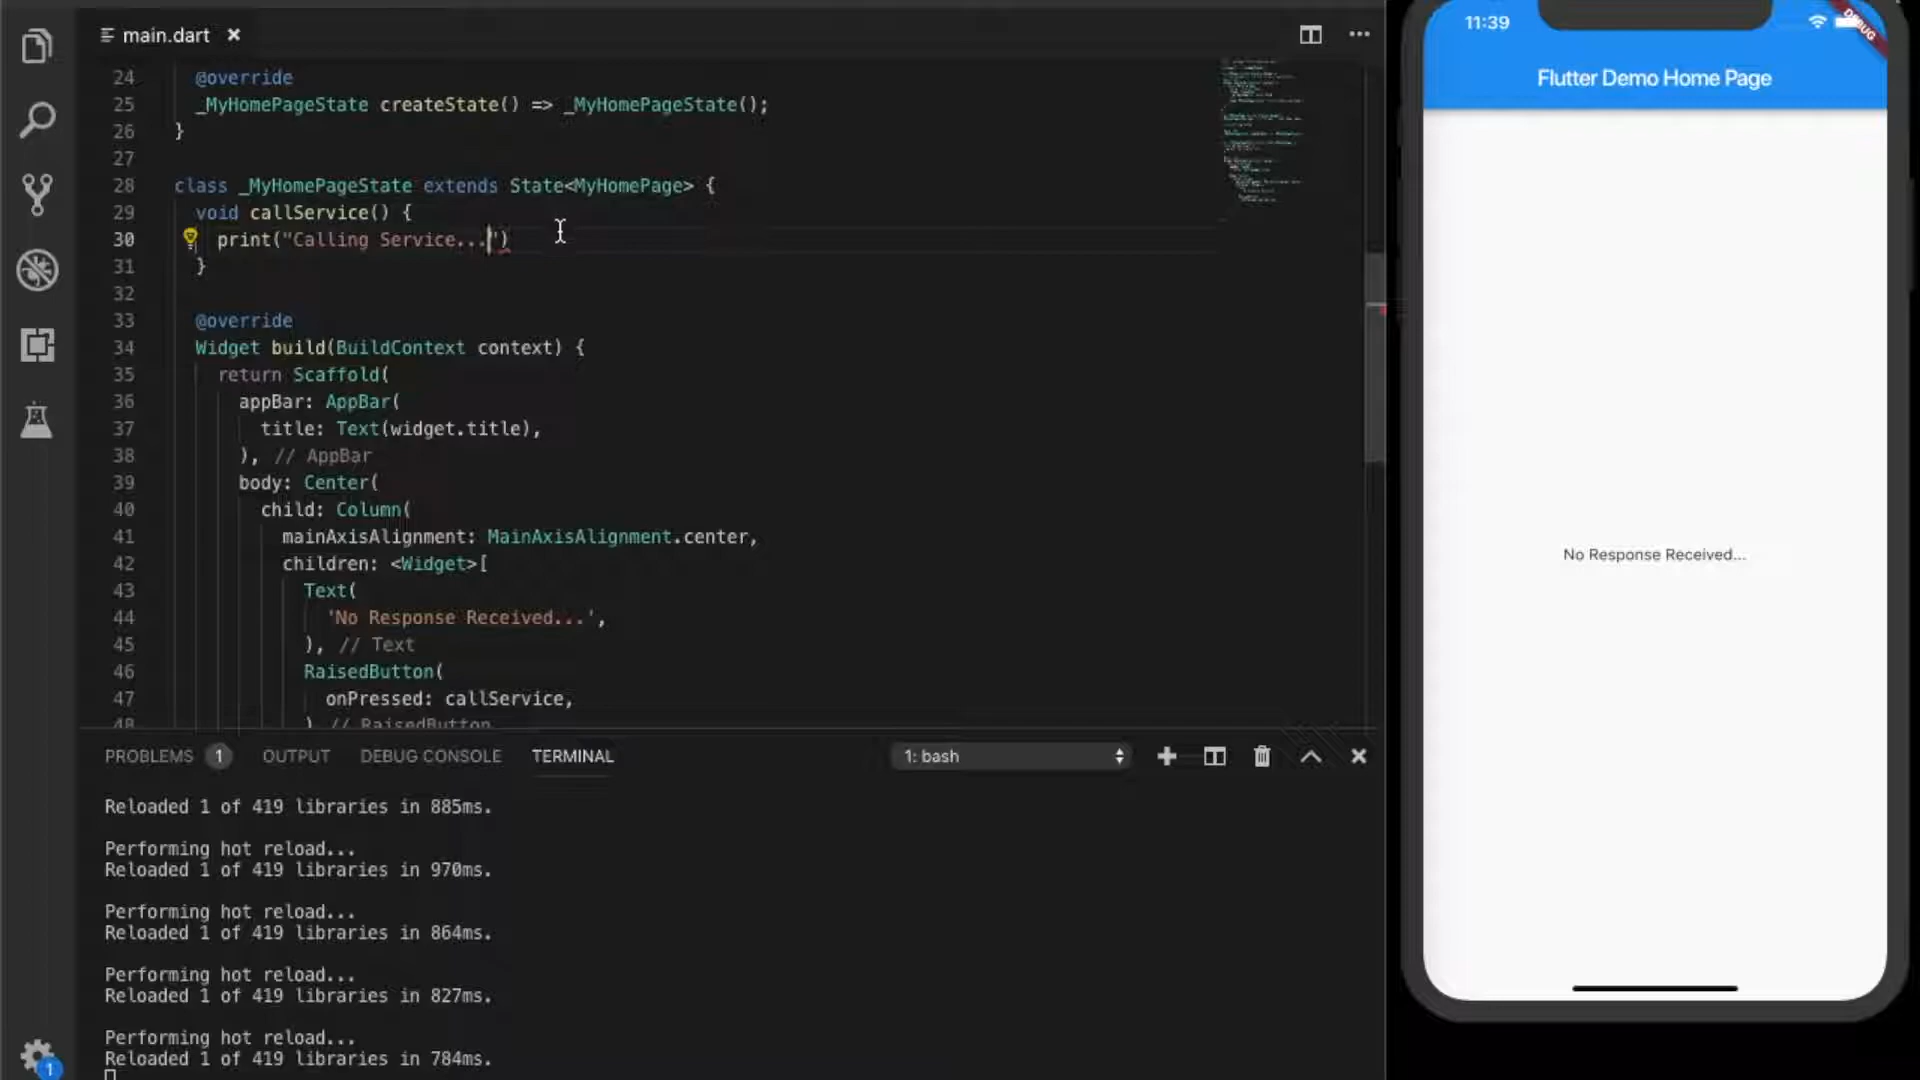 main.dart
24 @override
25 _MyHomePageState createState() => _MyHomePageState();
26 }
27
28 class _MyHomePageState extends State<MyHomePage> {
29 void callService() {
30 print("Calling Service...")
31 }
32
33 @override
34 Widget build(BuildContext context) {
35 return Scaffold(
36 appBar: AppBar(
37 title: Text(widget.title),
38 ), // AppBar
39 body: Center(
40 child: Column(
41 mainAxisAlignment: MainAxisAlignment.center,
42 children: <Widget>[
43 Text(
44 'No Response Received...',
45 ), // Text
46 RaisedButton(
47 onPressed: callService,
48 ) // RaisedButton
PROBLEMS 1 OUTPUT DEBUG CONSOLE TERMINAL 1: bash
Reloaded 1 of 419 libraries in 885ms.
Performing hot reload...
Reloaded 1 of 419 libraries in 970ms.
Performing hot reload...
Reloaded 1 of 419 libraries in 864ms.
Performing hot reload...
Reloaded 1 of 419 libraries in 827ms.
Performing hot reload...
Reloaded 1 of 419 libraries in 784ms.
1
11:39
DEBUG
Flutter Demo Home Page
No Response Received...